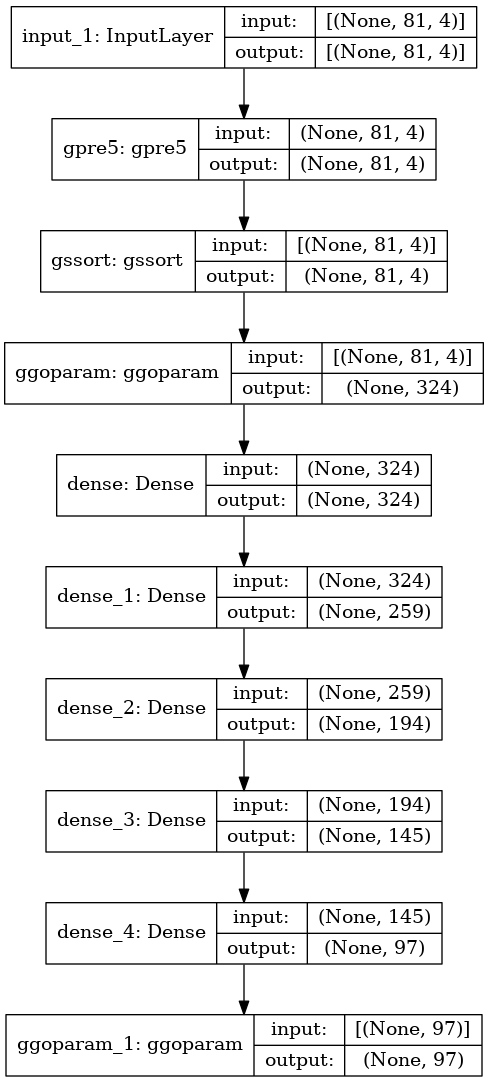 input_1: InputLayer
input: [(None, 81, 4)]
output: [(None, 81, 4)]
gpre5: gpre5
input: (None, 81, 4)
output: (None, 81, 4)
gssort: gssort
input: [(None, 81, 4)]
output: (None, 81, 4)
ggoparam: ggoparam
input: [(None, 81, 4)]
output: (None, 324)
dense: Dense
input: (None, 324)
output: (None, 324)
dense_1: Dense
input: (None, 324)
output: (None, 259)
dense_2: Dense
input: (None, 259)
output: (None, 194)
dense_3: Dense
input: (None, 194)
output: (None, 145)
dense_4: Dense
input: (None, 145)
output: (None, 97)
ggoparam_1: ggoparam
input: [(None, 97)]
output: (None, 97)